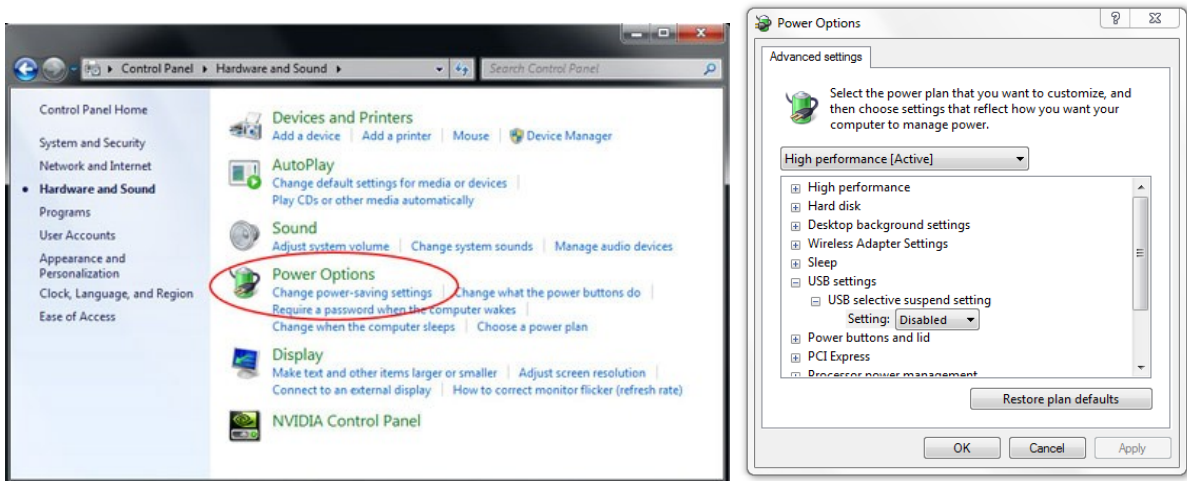 Control Panel ▸ Hardware and Sound ▸
Search Control Panel
Control Panel Home
System and Security
Network and Internet
Hardware and Sound
Programs
User Accounts
Appearance and
Personalization
Clock, Language, and Region
Ease of Access
Devices and Printers
Add a device Add a printer Mouse Device Manager
AutoPlay
Change default settings for media or devices
Play CDs or other media automatically
Sound
Adjust system volume Change system sounds Manage audio devices
Power Options
Change power-saving settings Change what the power buttons do
Require a password when the computer wakes
Change when the computer sleeps Choose a power plan
Display
Make text and other items larger or smaller Adjust screen resolution
Connect to an external display How to correct monitor flicker (refresh rate)
NVIDIA Control Panel
Power Options
Advanced settings
Select the power plan that you want to customize, and
then choose settings that reflect how you want your
computer to manage power.
High performance [Active]
High performance
Hard disk
Desktop background settings
Wireless Adapter Settings
Sleep
USB settings
USB selective suspend setting
Setting: Disabled
Power buttons and lid
PCI Express
Processor power management
Restore plan defaults
OK Cancel Apply